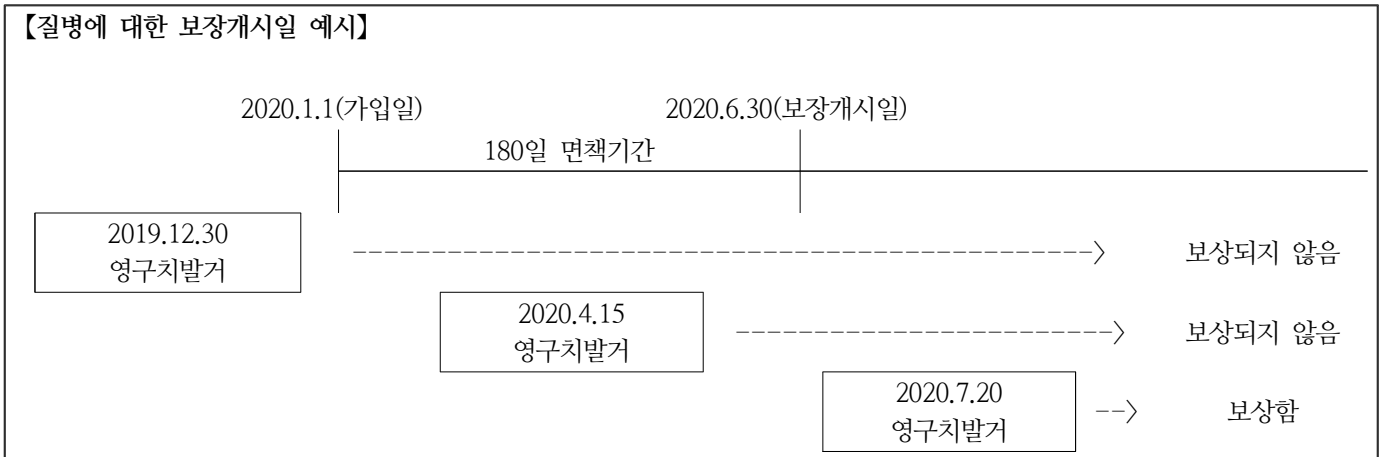 【질병에 대한 보장개시일 예시】
2020.1.1(가입일) 2020.6.30(보장개시일)
180일 면책기간
2019.12.30
영구치발거
보상되지 않음
2020.4.15
영구치발거
보상되지 않음
2020.7.20
영구치발거
보상함